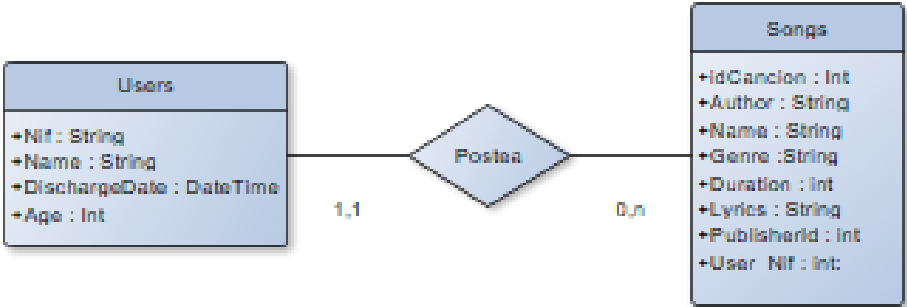 Users
+Nif : String
+Name : String
+DischargeDate : DateTime
+Age : Int
1,1
Postea
0,n
Songs
+idCancion : Int
+Author : String
+Name : String
+Genre :String
+Duration : int
+Lyrics : String
+PublisherId : int
+User_Nif : int;